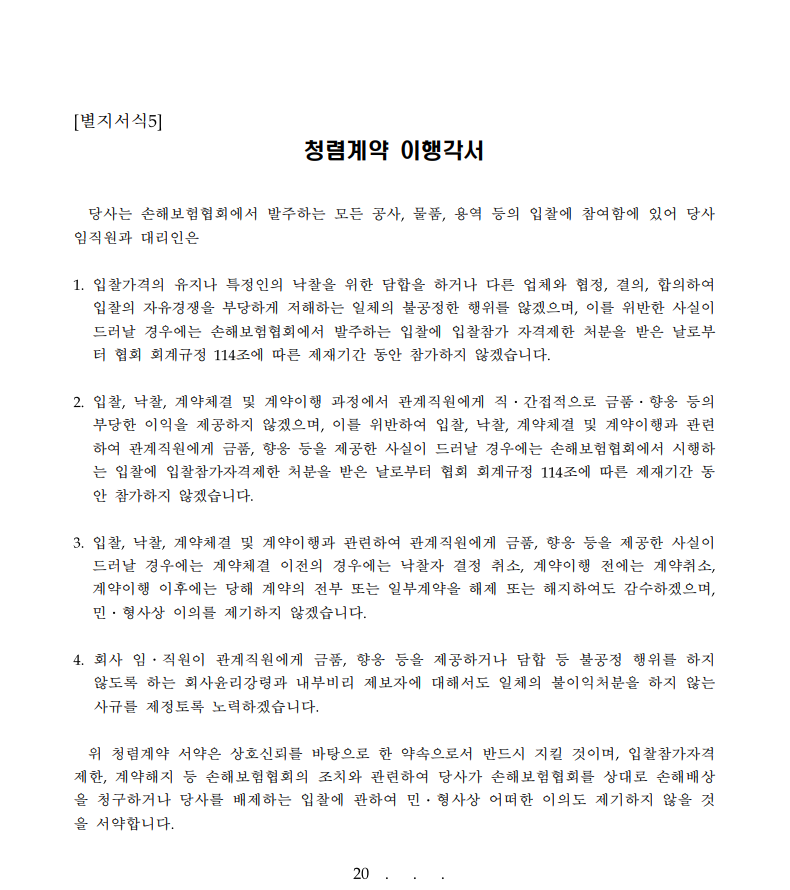 [별지서식5]
청렴계약 이행각서
당사는 손해보험협회에서 발주하는 모든 공사, 물품, 용역 등의 입찰에 참여함에 있어 당사
임직원과 대리인은
1. 입찰가격의 유지나 특정인의 낙찰을 위한 담합을 하거나 다른 업체와 협정, 결의, 합의하여
입찰의 자유경쟁을 부당하게 저해하는 일체의 불공정한 행위를 않겠으며, 이를 위반한 사실이
드러날 경우에는 손해보험협회에서 발주하는 입찰에 입찰참가 자격제한 처분을 받은 날로부
터 협회 회계규정 114조에 따른 제재기간 동안 참가하지 않겠습니다.
2. 입찰, 낙찰, 계약체결 및 계약이행 과정에서 관계직원에게 직·간접적으로 금품·향응 등의
부당한 이익을 제공하지 않겠으며, 이를 위반하여 입찰, 낙찰, 계약체결 및 계약이행과 관련
하여 관계직원에게 금품, 향응 등을 제공한 사실이 드러날 경우에는 손해보험협회에서 시행하
는 입찰에 입찰참가자격제한 처분을 받은 날로부터 협회 회계규정 114조에 따른 제재기간 동
안 참가하지 않겠습니다.
3. 입찰, 낙찰, 계약체결 및 계약이행과 관련하여 관계직원에게 금품, 향응 등을 제공한 사실이
드러날 경우에는 계약체결 이전의 경우에는 낙찰자 결정 취소, 계약이행 전에는 계약취소,
계약이행 이후에는 당해 계약의 전부 또는 일부계약을 해제 또는 해지하여도 감수하겠으며,
민·형사상 이의를 제기하지 않겠습니다.
4. 회사 임·직원이 관계직원에게 금품, 향응 등을 제공하거나 담합 등 불공정 행위를 하지
않도록 하는 회사윤리강령과 내부비리 제보자에 대해서도 일체의 불이익처분을 하지 않는
사규를 제정토록 노력하겠습니다.
위 청렴계약 서약은 상호신뢰를 바탕으로 한 약속으로서 반드시 지킬 것이며, 입찰참가자격
제한, 계약해지 등 손해보험협회의 조치와 관련하여 당사가 손해보험협회를 상대로 손해배상
을 청구하거나 당사를 배제하는 입찰에 관하여 민·형사상 어떠한 이의도 제기하지 않을 것
을 서약합니다.
20 . . .